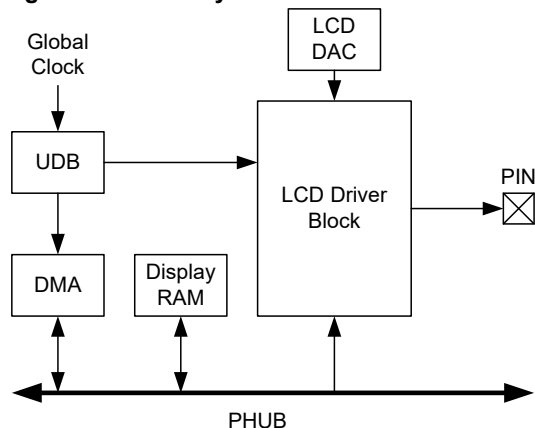 LCD
DAC
Global
Clock
UDB
LCD Driver
Block
PIN
DMA
Display
RAM
PHUB